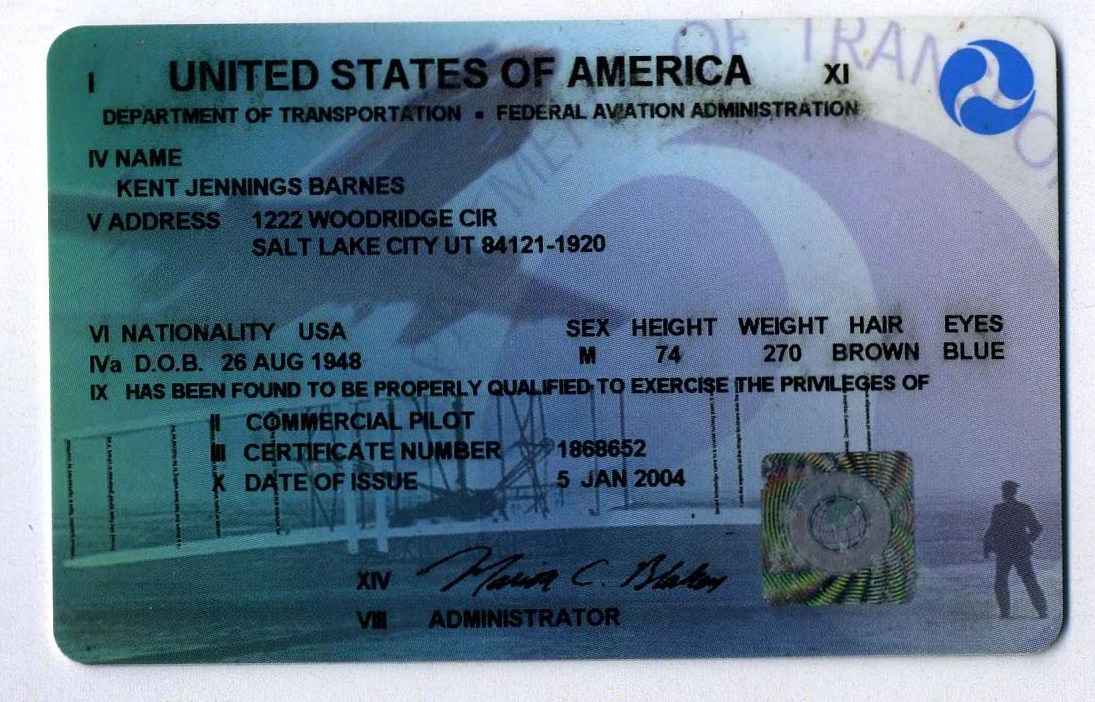 I UNITED STATES OF AMERICA XI
DEPARTMENT OF TRANSPORTATION ▪ FEDERAL AVIATION ADMINISTRATION
IV NAME
KENT JENNINGS BARNES
V ADDRESS 1222 WOODRIDGE CIR
SALT LAKE CITY UT 84121-1920
VI NATIONALITY USA SEX HEIGHT WEIGHT HAIR EYES
IVa D.O.B. 26 AUG 1948 M 74 270 BROWN BLUE
IX HAS BEEN FOUND TO BE PROPERLY QUALIFIED TO EXERCISE THE PRIVILEGES OF
II COMMERCIAL PILOT
III CERTIFICATE NUMBER 1868652
X DATE OF ISSUE 5 JAN 2004
XIV Marion C. Blakey
VIII ADMINISTRATOR